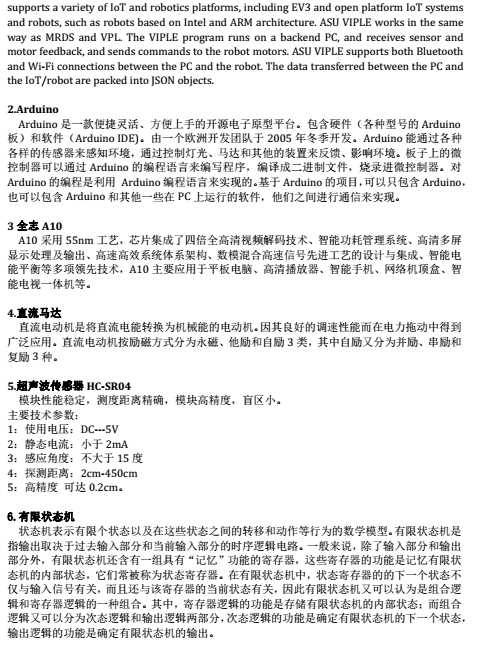 supports a variety of IoT and robotics platforms, including EV3 and open platform IoT systems
and robots, such as robots based on Intel and ARM architecture. ASU VIPLE works in the same
way as MRDS and VPL. The VIPLE program runs on a backend PC, and receives sensor and
motor feedback, and sends commands to the robot motors. ASU VIPLE supports both Bluetooth
and Wi-Fi connections between the PC and the robot. The data transferred between the PC and
the IoT/robot are packed into JSON objects.
2.Arduino
Arduino 是一款便捷灵活、方便上手的开源电子原型平台。包含硬件（各种型号的 Arduino
板）和软件（Arduino IDE)。由一个欧洲开发团队于 2005 年冬季开发。Arduino 能通过各种
各样的传感器来感知环境，通过控制灯光、马达和其他的装置来反馈、影响环境。板子上的微
控制器可以通过 Arduino 的编程语言来编写程序，编译成二进制文件，烧录进微控制器。对
Arduino 的编程是利用 Arduino 编程语言来实现的。基于 Arduino 的项目，可以只包含 Arduino，
也可以包含 Arduino 和其他一些在 PC 上运行的软件，他们之间进行通信来实现。
3 全志 A10
A10 采用 55nm 工艺，芯片集成了四倍全高清视频解码技术、智能功耗管理系统、高清多屏
显示处理及输出、高速高效系统体系架构、数模混合高速信号先进工艺的设计与集成、智能电
能平衡等多项领先技术，A10 主要应用于平板电脑、高清播放器、智能手机、网络机顶盒、智
能电视一体机等。
4.直流马达
直流电动机是将直流电能转换为机械能的电动机。因其良好的调速性能而在电力拖动中得到
广泛应用。直流电动机按励磁方式分为永磁、他励和自励 3 类，其中自励又分为并励、串励和
复励 3 种。
5.超声波传感器 HC-SR04
模块性能稳定，测度距离精确，模块高精度，盲区小。
主要技术参数：
1：使用电压：DC---5V
2：静态电流：小于 2mA
3：感应角度：不大于 15 度
4：探测距离：2cm-450cm
5：高精度 可达 0.2cm。
6. 有限状态机
状态机表示有限个状态以及在这些状态之间的转移和动作等行为的数学模型。有限状态机是
指输出取决于过去输入部分和当前输入部分的时序逻辑电路。一般来说，除了输入部分和输出
部分外，有限状态机还含有一组具有“记忆”功能的寄存器，这些寄存器的功能是记忆有限状
态机的内部状态，它们常被称为状态寄存器。在有限状态机中，状态寄存器的的下一个状态不
仅与输入信号有关，而且还与该寄存器的当前状态有关，因此有限状态机又可以认为是组合逻
辑和寄存器逻辑的一种组合。其中，寄存器逻辑的功能是存储有限状态机的内部状态；而组合
逻辑又可以分为次态逻辑和输出逻辑两部分，次态逻辑的功能是确定有限状态机的下一个状态，
输出逻辑的功能是确定有限状态机的输出。